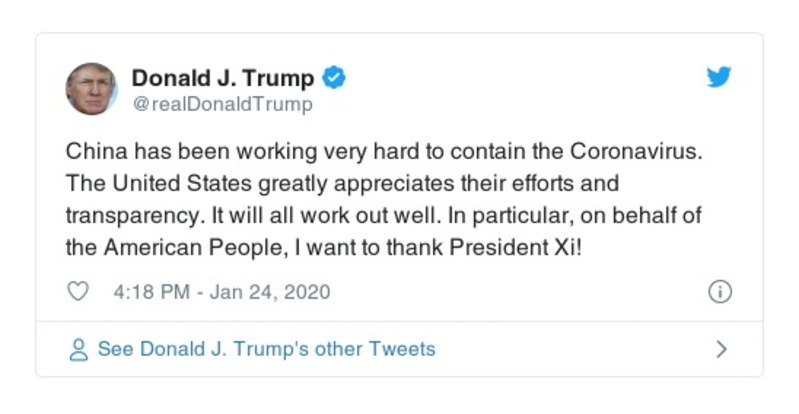 Donald J. Trump
@realDonaldTrump
China has been working very hard to contain the Coronavirus.
The United States greatly appreciates their efforts and
transparency. It will all work out well. In particular, on behalf of
the American People, I want to thank President Xi!
4:18 PM - Jan 24, 2020
See Donald J. Trump's other Tweets